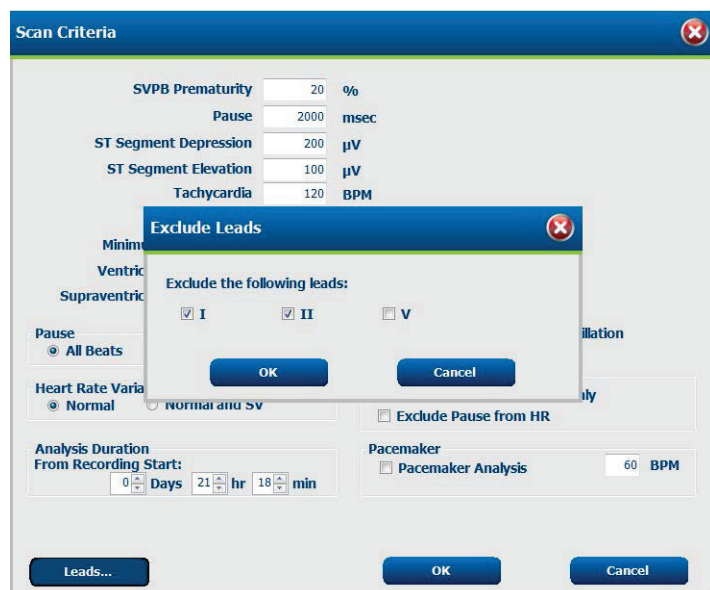 Scan Criteria
SVPB Prematurity 20 %
Pause 2000 msec
ST Segment Depression 200 µV
ST Segment Elevation 100 µV
Tachycardia 120 BPM
Exclude Leads
Exclude the following leads:
I II V
OK Cancel
Pause
All Beats
Heart Rate Varia
Normal Normal and SV
Exclude Pause from HR
Analysis Duration
From Recording Start:
0 Days 21 hr 18 min
Pacemaker
Pacemaker Analysis 60 BPM
Leads... OK Cancel